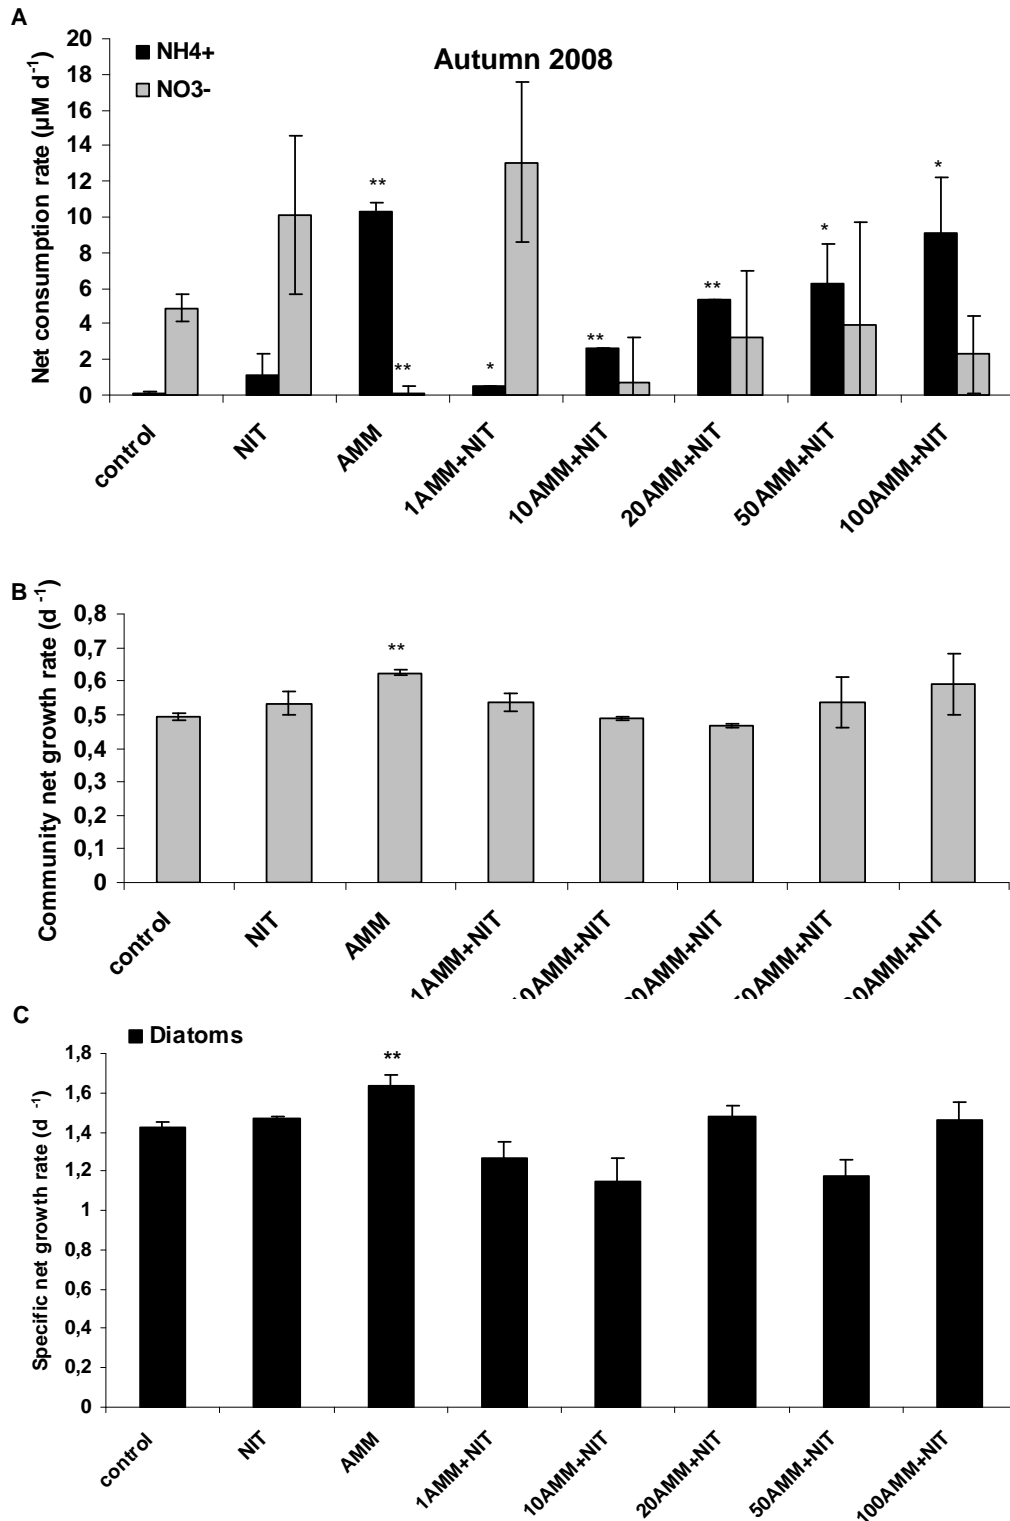 A
Autumn 2008
NH4+
NO3-
Net consumption rate (µM d-1)
20
18
16
14
12
10
8
6
4
2
0
**
**
*
**
**
*
*
control
NIT
AMM
1AMM+NIT
10AMM+NIT
20AMM+NIT
50AMM+NIT
100AMM+NIT
B
Community net growth rate (d -1)
0,8
0,7
0,6
0,5
0,4
0,3
0,2
0,1
0
**
control
NIT
AMM
1AMM+NIT
C
Diatoms
Specific net growth rate (d -1)
1,8
1,6
1,4
1,2
1
0,8
0,6
0,4
0,2
0
**
control
NIT
AMM
1AMM+NIT
10AMM+NIT
20AMM+NIT
50AMM+NIT
100AMM+NIT